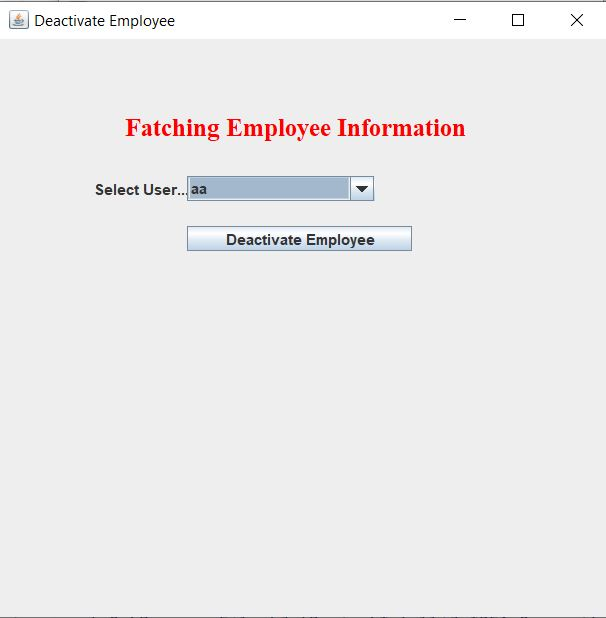 Deactivate Employee
Fatching Employee Information
Select User... aa
Deactivate Employee